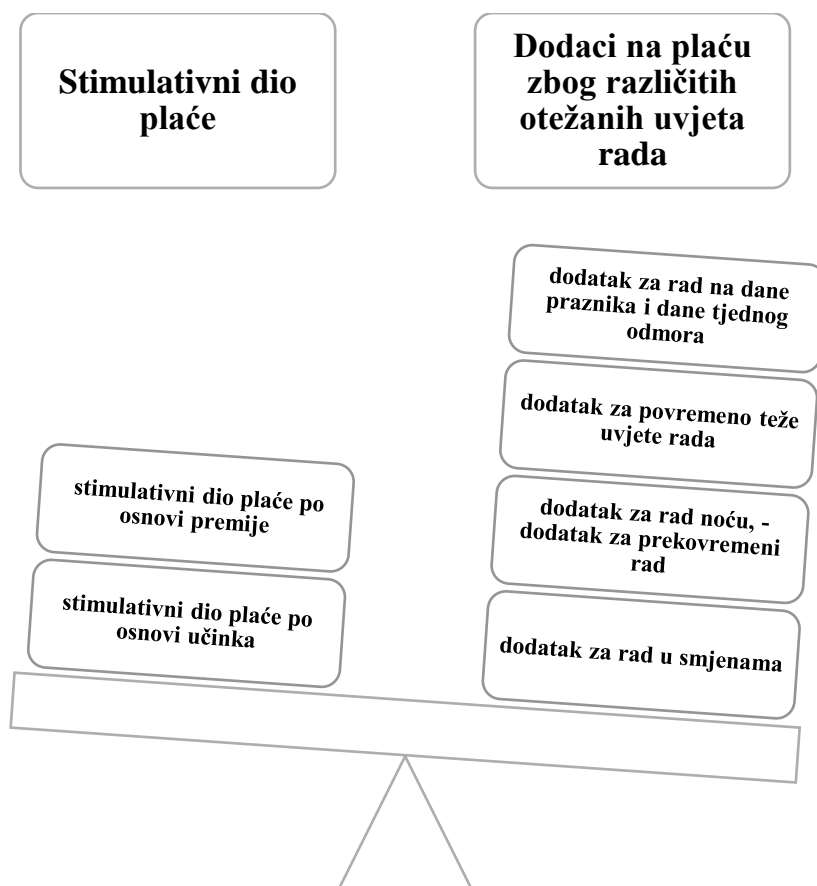 Stimulativni dio
plaće
Dodaci na plaću
zbog različitih
otežanih uvjeta
rada
stimulativni dio plaće po
osnovi premije
stimulativni dio plaće po
osnovi učinka
dodatak za rad na dane
praznika i dane tjednog
odmora
dodatak za povremeno teže
uvjete rada
dodatak za rad noću, -
dodatak za prekovremeni
rad
dodatak za rad u smjenama